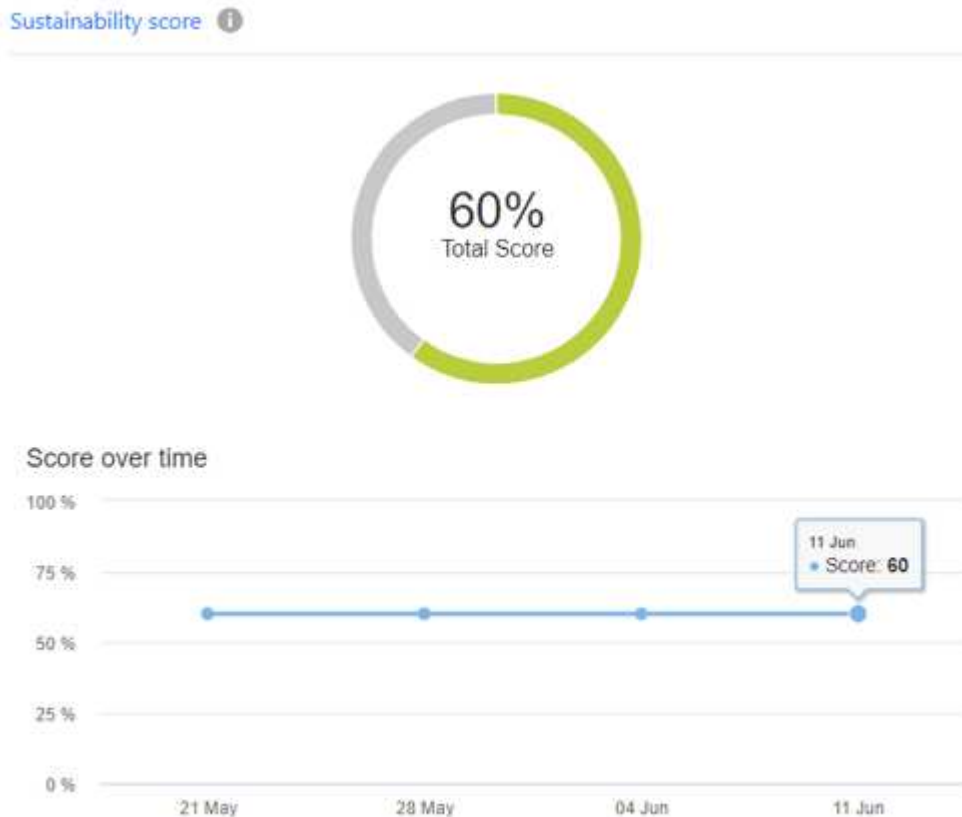 Sustainability score i
60%
Total Score
Score over time
100 %
75 %
50 %
25 %
0 %
11 Jun
Score: 60
21 May
28 May
04 Jun
11 Jun